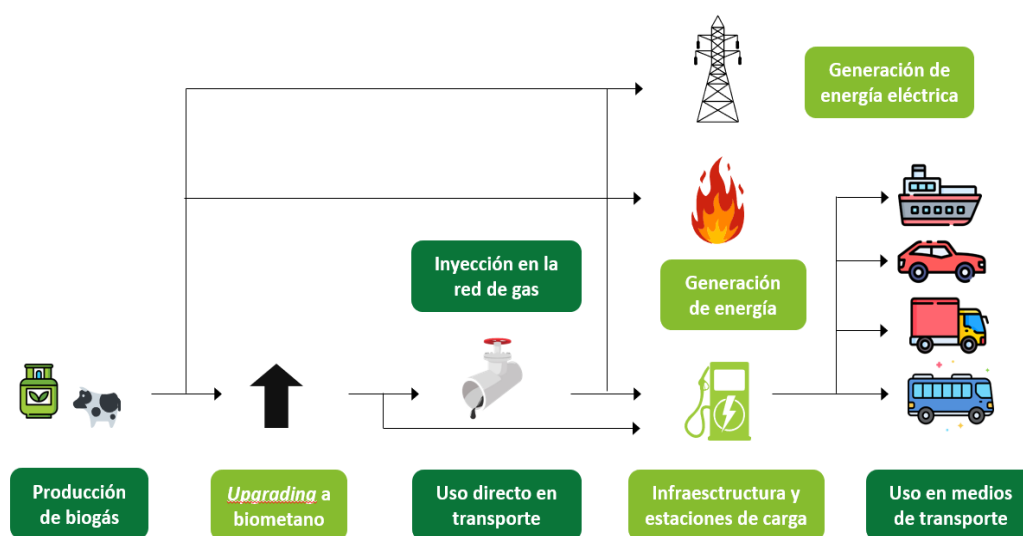 Generación de
energía eléctrica
Inyección en la
red de gas
Generación
de energía
Producción
de biogás
Upgrading a
biometano
Uso directo en
transporte
Infraesctructura y
estaciones de carga
Uso en medios
de transporte